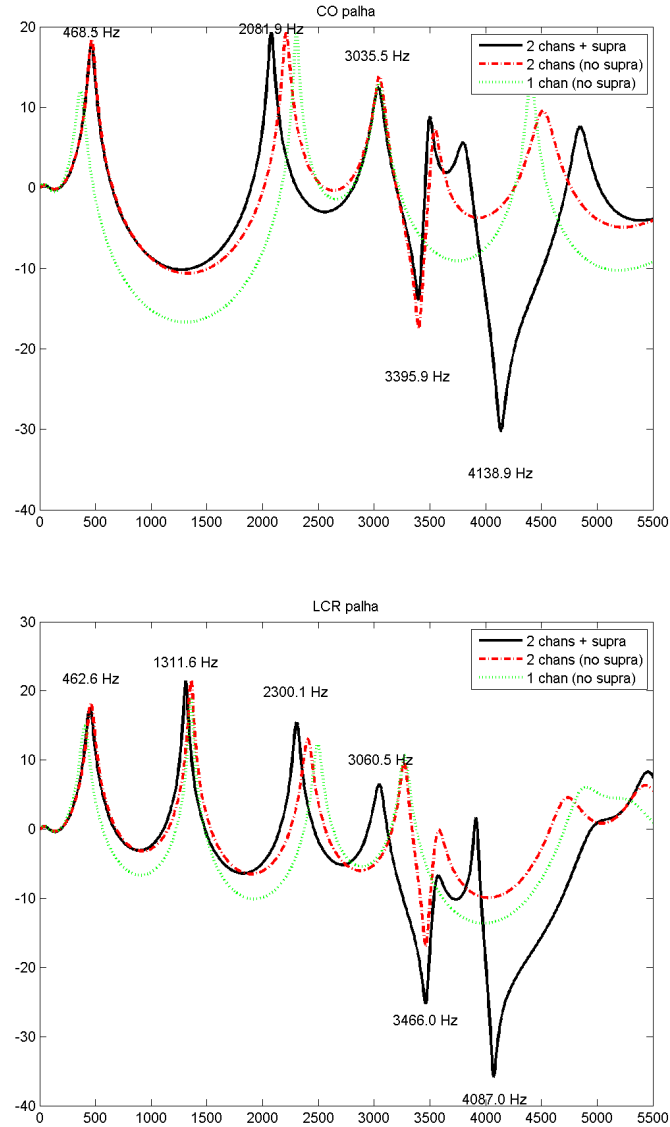 CO palha
20
10
0
-10
-20
-30
-40
468.5 Hz
2081.9 Hz
3035.5 Hz
3395.9 Hz
4138.9 Hz
2 chans + supra
2 chans (no supra)
1 chan (no supra)
0 500 1000 1500 2000 2500 3000 3500 4000 4500 5000 5500
LCR palha
30
20
10
0
-10
-20
-30
-40
462.6 Hz
1311.6 Hz
2300.1 Hz
3060.5 Hz
3466.0 Hz
4087.0 Hz
2 chans + supra
2 chans (no supra)
1 chan (no supra)
0 500 1000 1500 2000 2500 3000 3500 4000 4500 5000 5500